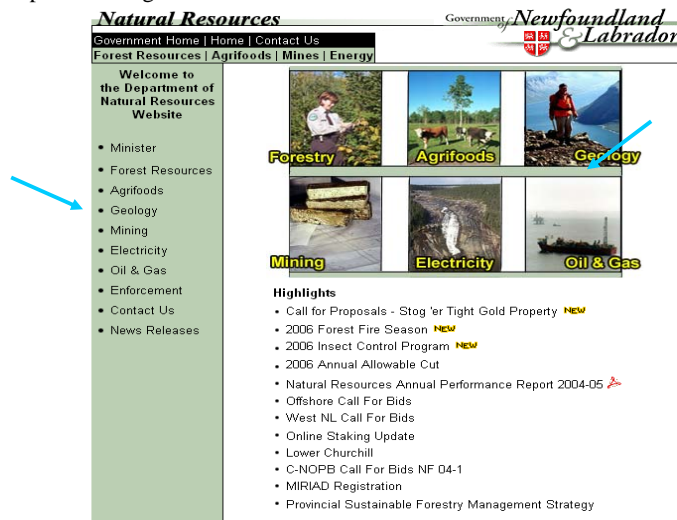 Natural Resources
Government of Newfoundland & Labrador
Government Home | Home | Contact Us
Forest Resources | Agrifoods | Mines | Energy
Welcome to
the Department of
Natural Resources
Website
• Minister
• Forest Resources
• Agrifoods
• Geology
• Mining
• Electricity
• Oil & Gas
• Enforcement
• Contact Us
• News Releases
Forestry
Agrifoods
Geology
Mining
Electricity
Oil & Gas
Highlights
• Call for Proposals - Stog 'er Tight Gold Property NEW
• 2006 Forest Fire Season NEW
• 2006 Insect Control Program NEW
• 2006 Annual Allowable Cut
• Natural Resources Annual Performance Report 2004-05
• Offshore Call For Bids
• West NL Call For Bids
• Online Staking Update
• Lower Churchill
• C-NOPB Call For Bids NF 04-1
• MIRIAD Registration
• Provincial Sustainable Forestry Management Strategy